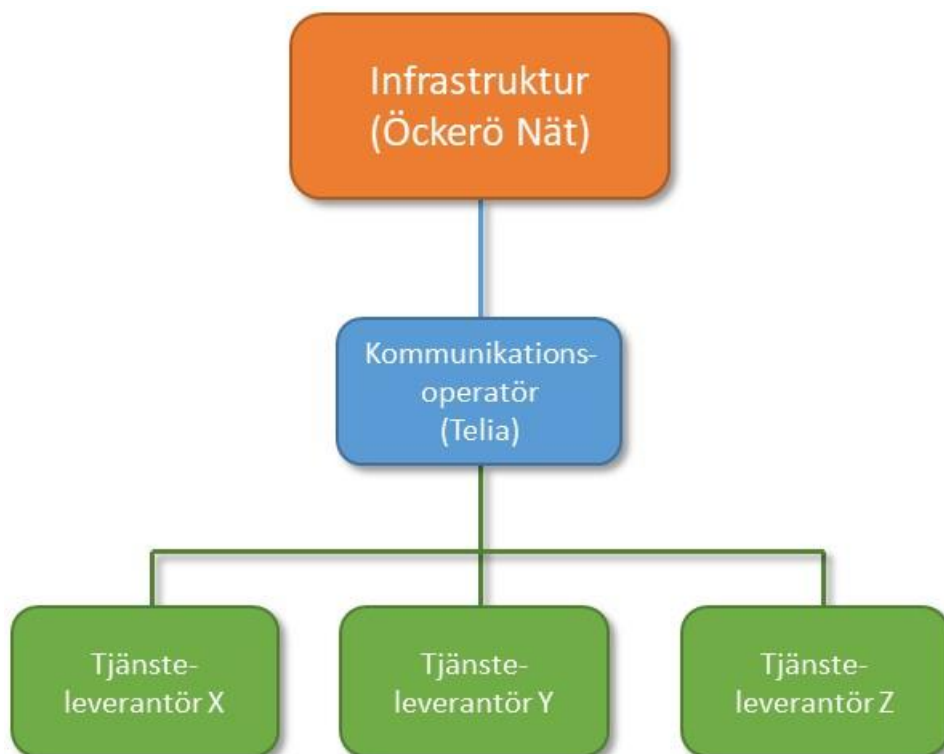 Infrastruktur
(Öckerö Nät)
Kommunikations-
operatör
(Telia)
Tjänste-
leverantör X
Tjänste-
leverantör Y
Tjänste-
leverantör Z